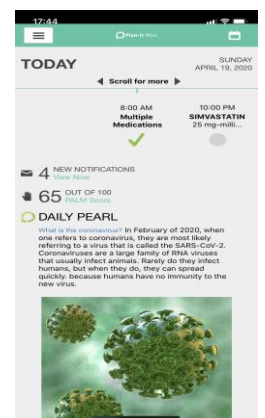 17:44
Pillar-It Med
TODAY
SUNDAY
APRIL 19, 2020
Scroll for more
8:00 AM
Multiple
Medications
10:00 PM
SIMVASTATIN
25 mg-milli...
4 NEW NOTIFICATIONS
View Now
65 OUT OF 100
PALM Score
DAILY PEARL
What is the coronavirus? In February of 2020, when
one refers to coronavirus, they are most likely
referring to a virus that is called the SARS-CoV-2.
Coronaviruses are a large family of RNA viruses
that usually infect animals. Rarely do they infect
humans, but when they do, they can spread
quickly. because humans have no immunity to the
new virus.